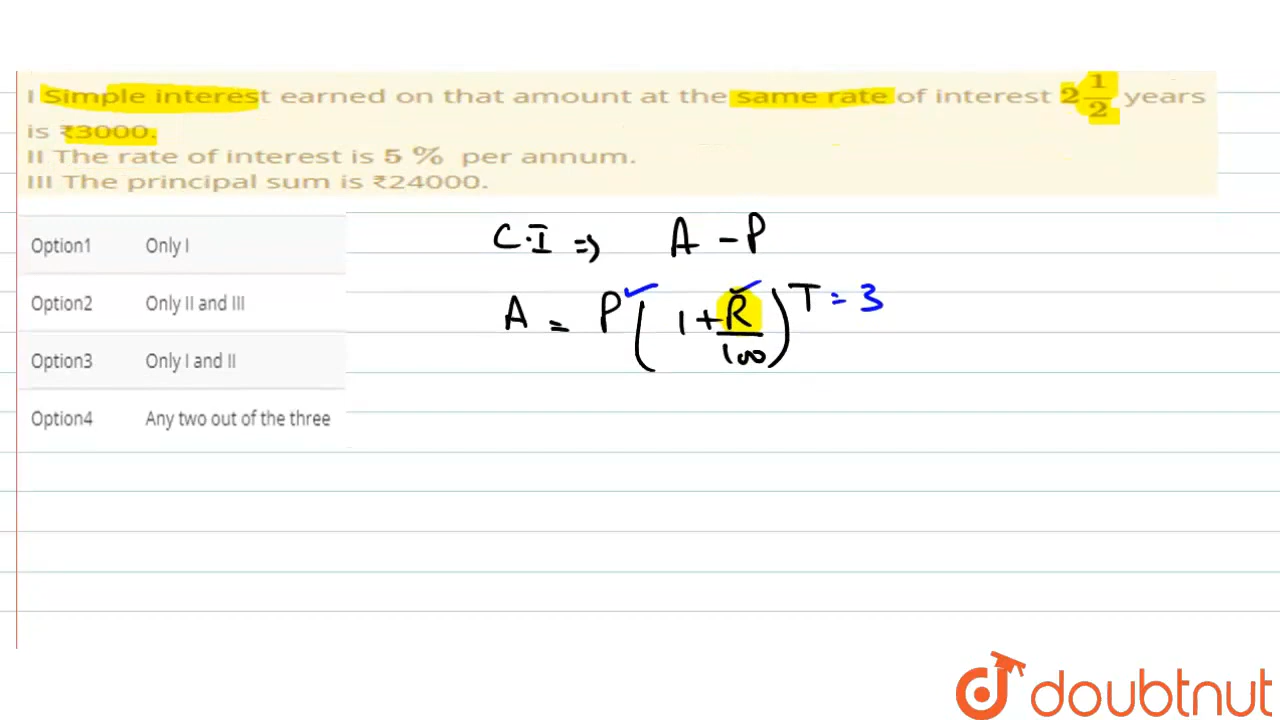 I Simple interest earned on that amount at the same rate of interest 2 1/2 years
is ₹3000.
II The rate of interest is 5 % per annum.
III The principal sum is ₹24000.
Option1 Only I
Option2 Only II and III
Option3 Only I and II
Option4 Any two out of the three
C.I ⇒ A - P
A = P ( 1 + R/100 )^T = 3
doubtnut